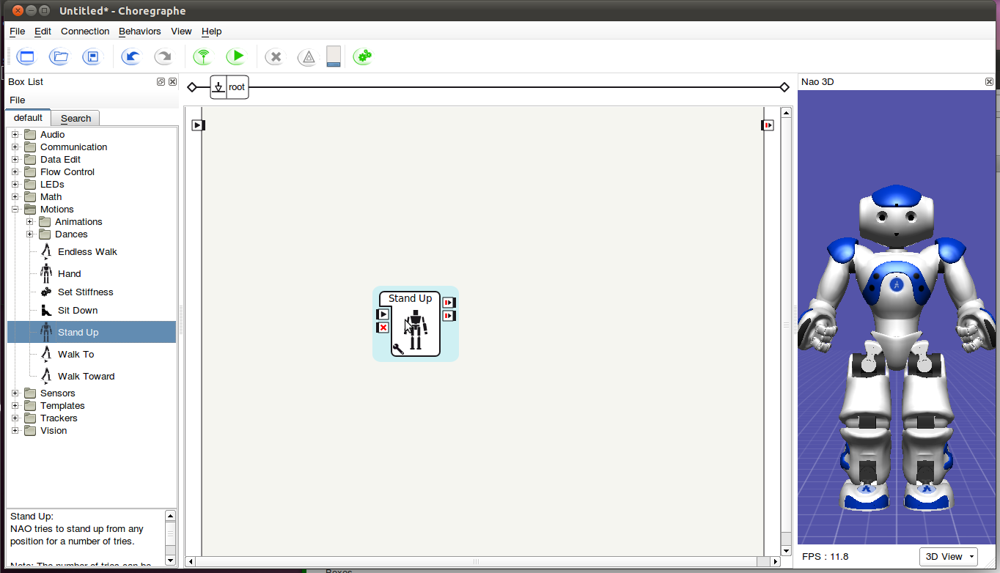 Untitled* - Choregraphe
File Edit Connection Behaviors View Help
Box List
File
default Search
Audio
Communication
Data Edit
Flow Control
LEDs
Math
Motions
Animations
Dances
Endless Walk
Hand
Set Stiffness
Sit Down
Stand Up
Walk To
Walk Toward
Sensors
Templates
Trackers
Vision
Stand Up:
NAO tries to stand up from any
position for a number of tries.
Note: The number of tries can be
root
Stand Up
Nao 3D
FPS : 11.8
3D View
Boxes